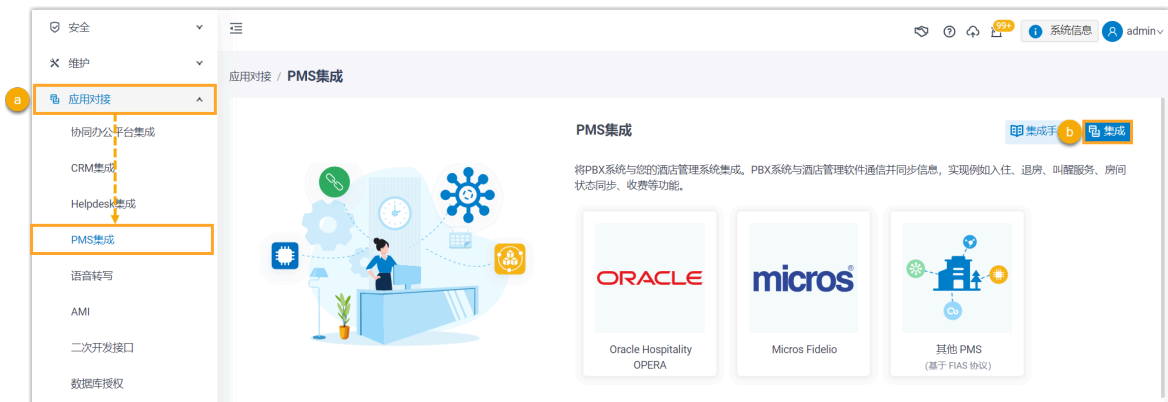 安全
99+
系统信息
admin
维护
应用对接 / PMS集成
a
应用对接
协同办公平台集成
PMS集成
集成手
b
集成
CRM集成
将PBX系统与您的酒店管理系统集成。PBX系统与酒店管理软件通信并同步信息，实现例如入住、退房、叫醒服务、房间
状态同步、收费等功能。
Helpdesk集成
PMS集成
语音转写
AMI
二次开发接口
数据库授权
ORACLE
micros
Co
Oracle Hospitality
OPERA
Micros Fidelio
其他 PMS
(基于 FIAS 协议)